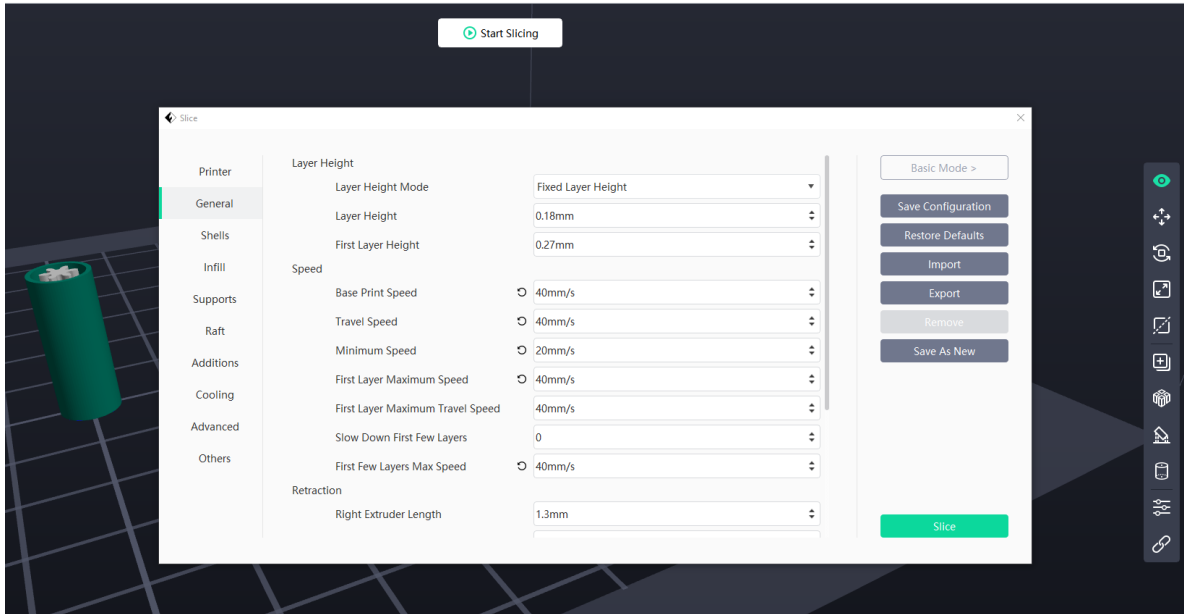 Start Slicing
Slice
Printer
General
Shells
Infill
Supports
Raft
Additions
Cooling
Advanced
Others
Layer Height
Layer Height Mode Fixed Layer Height
Layer Height 0.18mm
First Layer Height 0.27mm
Speed
Base Print Speed 40mm/s
Travel Speed 40mm/s
Minimum Speed 20mm/s
First Layer Maximum Speed 40mm/s
First Layer Maximum Travel Speed 40mm/s
Slow Down First Few Layers 0
First Few Layers Max Speed 40mm/s
Retraction
Right Extruder Length 1.3mm
Basic Mode >
Save Configuration
Restore Defaults
Import
Export
Remove
Save As New
Slice